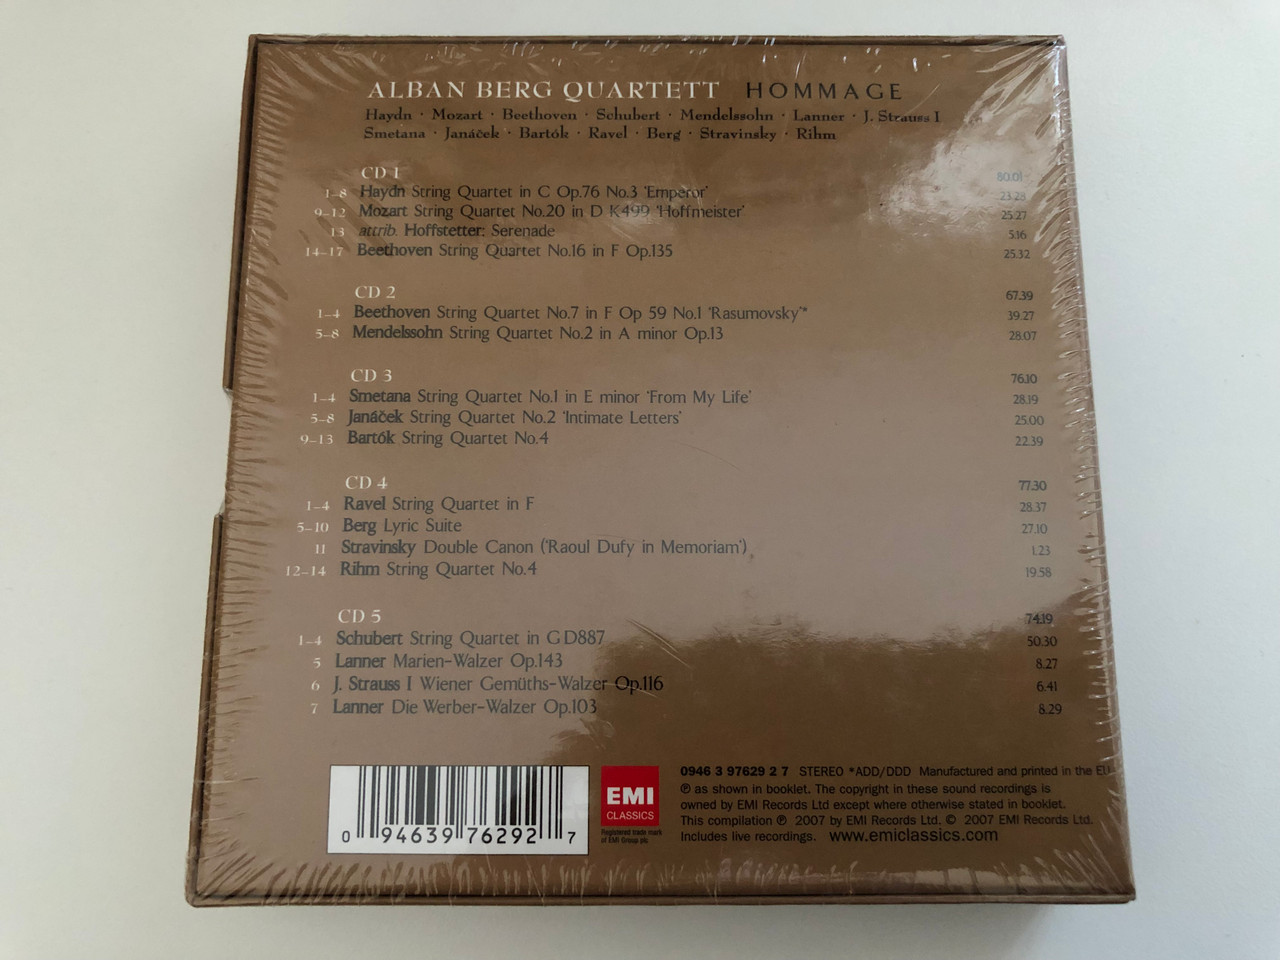 ALBAN BERG QUARTETT HOMMAGE
Haydn · Mozart · Beethoven · Schubert · Mendelssohn · Lanner · J. Strauss I
Smetana · Janáček · Bartók · Ravel · Berg · Stravinsky · Rihm
CD 1 80.01
1–8 Haydn String Quartet in C Op.76 No.3 'Emperor' 23.28
9–12 Mozart String Quartet No.20 in D K499 'Hoffmeister' 25.27
13 attrib. Hoffstetter: Serenade 5.16
14–17 Beethoven String Quartet No.16 in F Op.135 25.32
CD 2 67.39
1–4 Beethoven String Quartet No.7 in F Op 59 No.1 'Rasumovsky'* 39.27
5–8 Mendelssohn String Quartet No.2 in A minor Op.13 28.07
CD 3 76.10
1–4 Smetana String Quartet No.1 in E minor 'From My Life' 28.19
5–8 Janáček String Quartet No.2 'Intimate Letters' 25.00
9–13 Bartók String Quartet No.4 22.39
CD 4 77.30
1–4 Ravel String Quartet in F 28.37
5–10 Berg Lyric Suite 27.10
11 Stravinsky Double Canon ('Raoul Dufy in Memoriam') 1.23
12–14 Rihm String Quartet No.4 19.58
CD 5 74.19
1–4 Schubert String Quartet in G D887 50.30
5 Lanner Marien-Walzer Op.143 8.27
6 J. Strauss I Wiener Gemüths-Walzer Op.116 6.41
7 Lanner Die Werber-Walzer Op.103 8.29
0 94639 76292 7
EMI
CLASSICS
Registered trade mark
of EMI Group plc
0946 3 97629 2 7 STEREO *ADD/DDD Manufactured and printed in the EU
℗ as shown in booklet. The copyright in these sound recordings is
owned by EMI Records Ltd except where otherwise stated in booklet.
This compilation ℗ 2007 by EMI Records Ltd. © 2007 EMI Records Ltd.
Includes live recordings. www.emiclassics.com